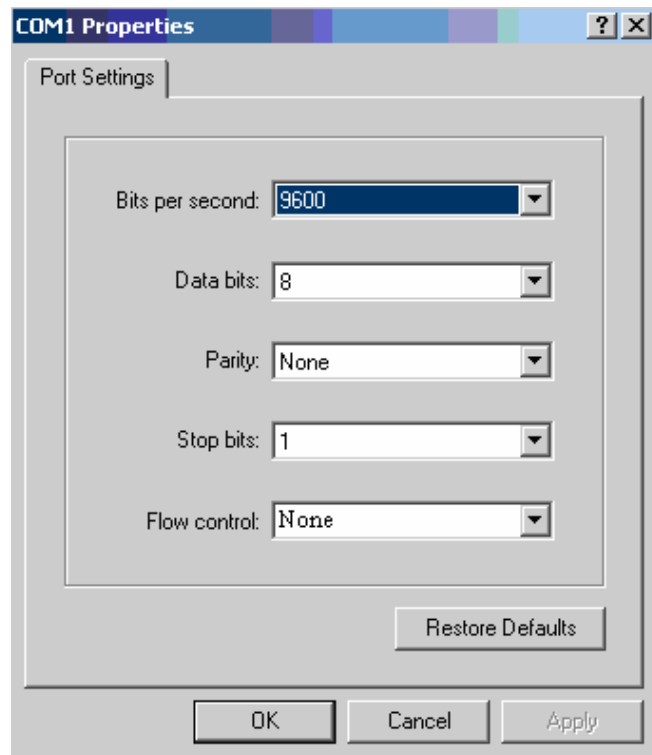 COM1 Properties
Port Settings
Bits per second: 9600
Data bits: 8
Parity: None
Stop bits: 1
Flow control: None
Restore Defaults
OK Cancel Apply